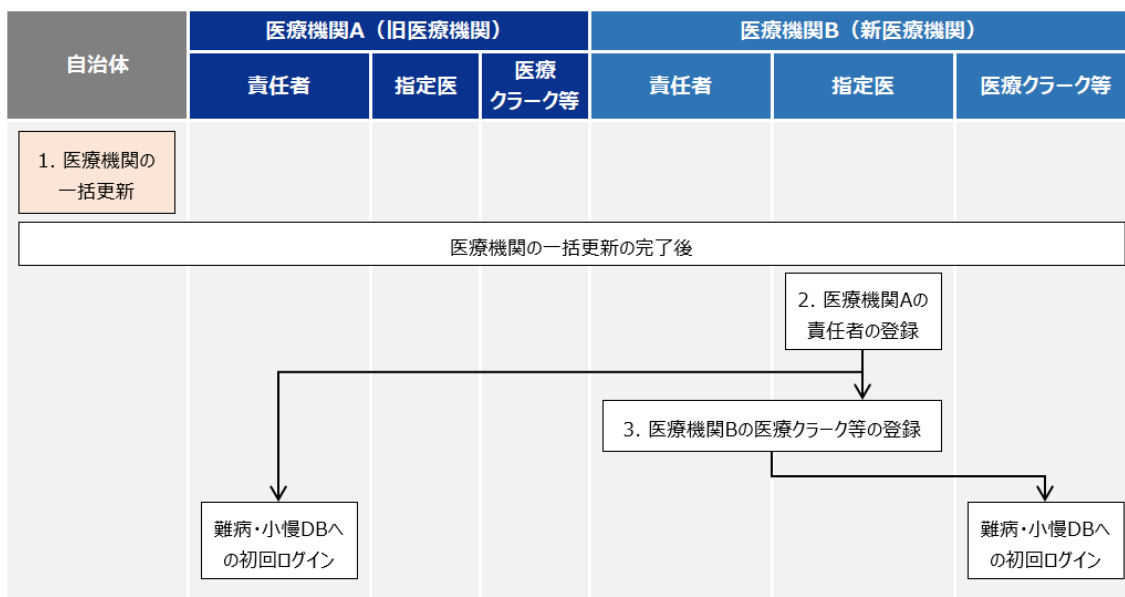 自治体
医療機関A（旧医療機関）
医療機関B（新医療機関）
責任者
指定医
医療
クラーク等
責任者
指定医
医療クラーク等
1. 医療機関の
一括更新
医療機関の一括更新の完了後
2. 医療機関Aの
責任者の登録
3. 医療機関Bの医療クラーク等の登録
難病・小慢DBへ
の初回ログイン
難病・小慢DBへ
の初回ログイン